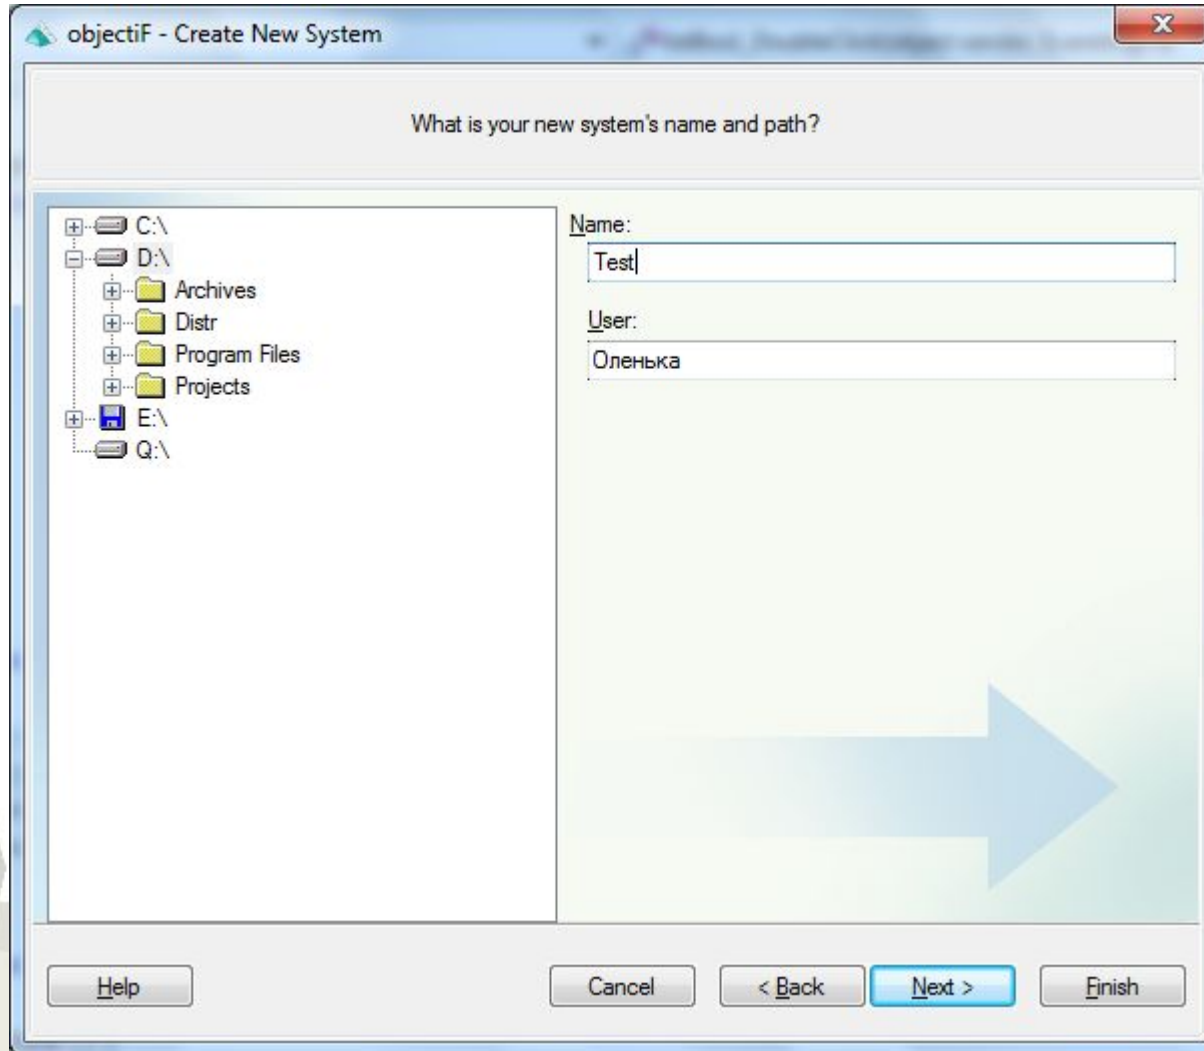 objectiF - Create New System
What is your new system's name and path?
C:\
D:\
Archives
Distr
Program Files
Projects
E:\
Q:\
Name:
Test
User:
Оленька
Help
Cancel
< Back
Next >
Finish